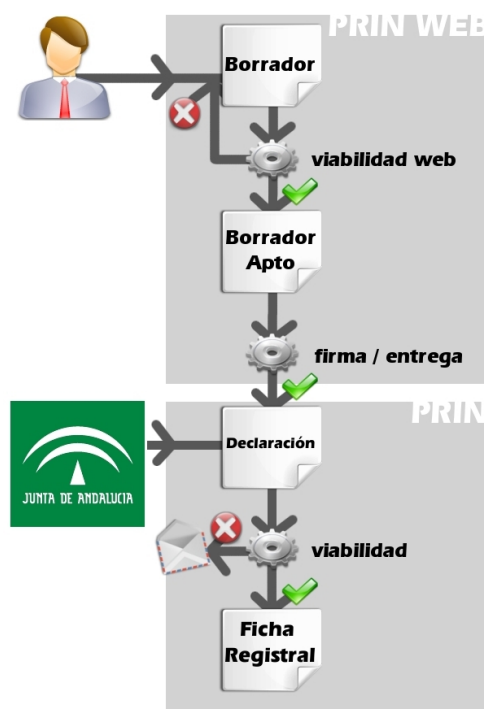 PRIN WEB
Borrador
viabilidad web
Borrador
Apto
firma / entrega
PRIN
Declaración
JUNTA DE ANDALUCIA
viabilidad
Ficha
Registral